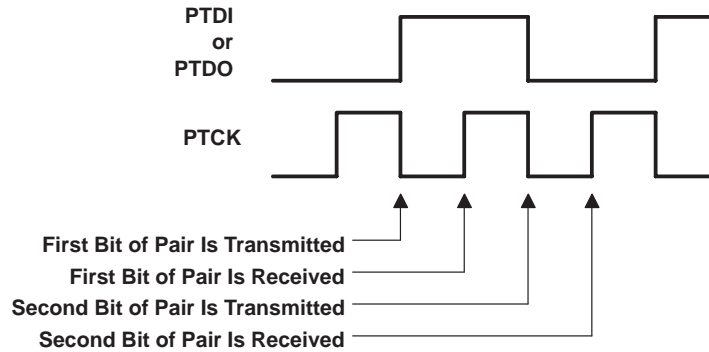 PTDI
or
PTDO
PTCK
First Bit of Pair Is Transmitted
First Bit of Pair Is Received
Second Bit of Pair Is Transmitted
Second Bit of Pair Is Received